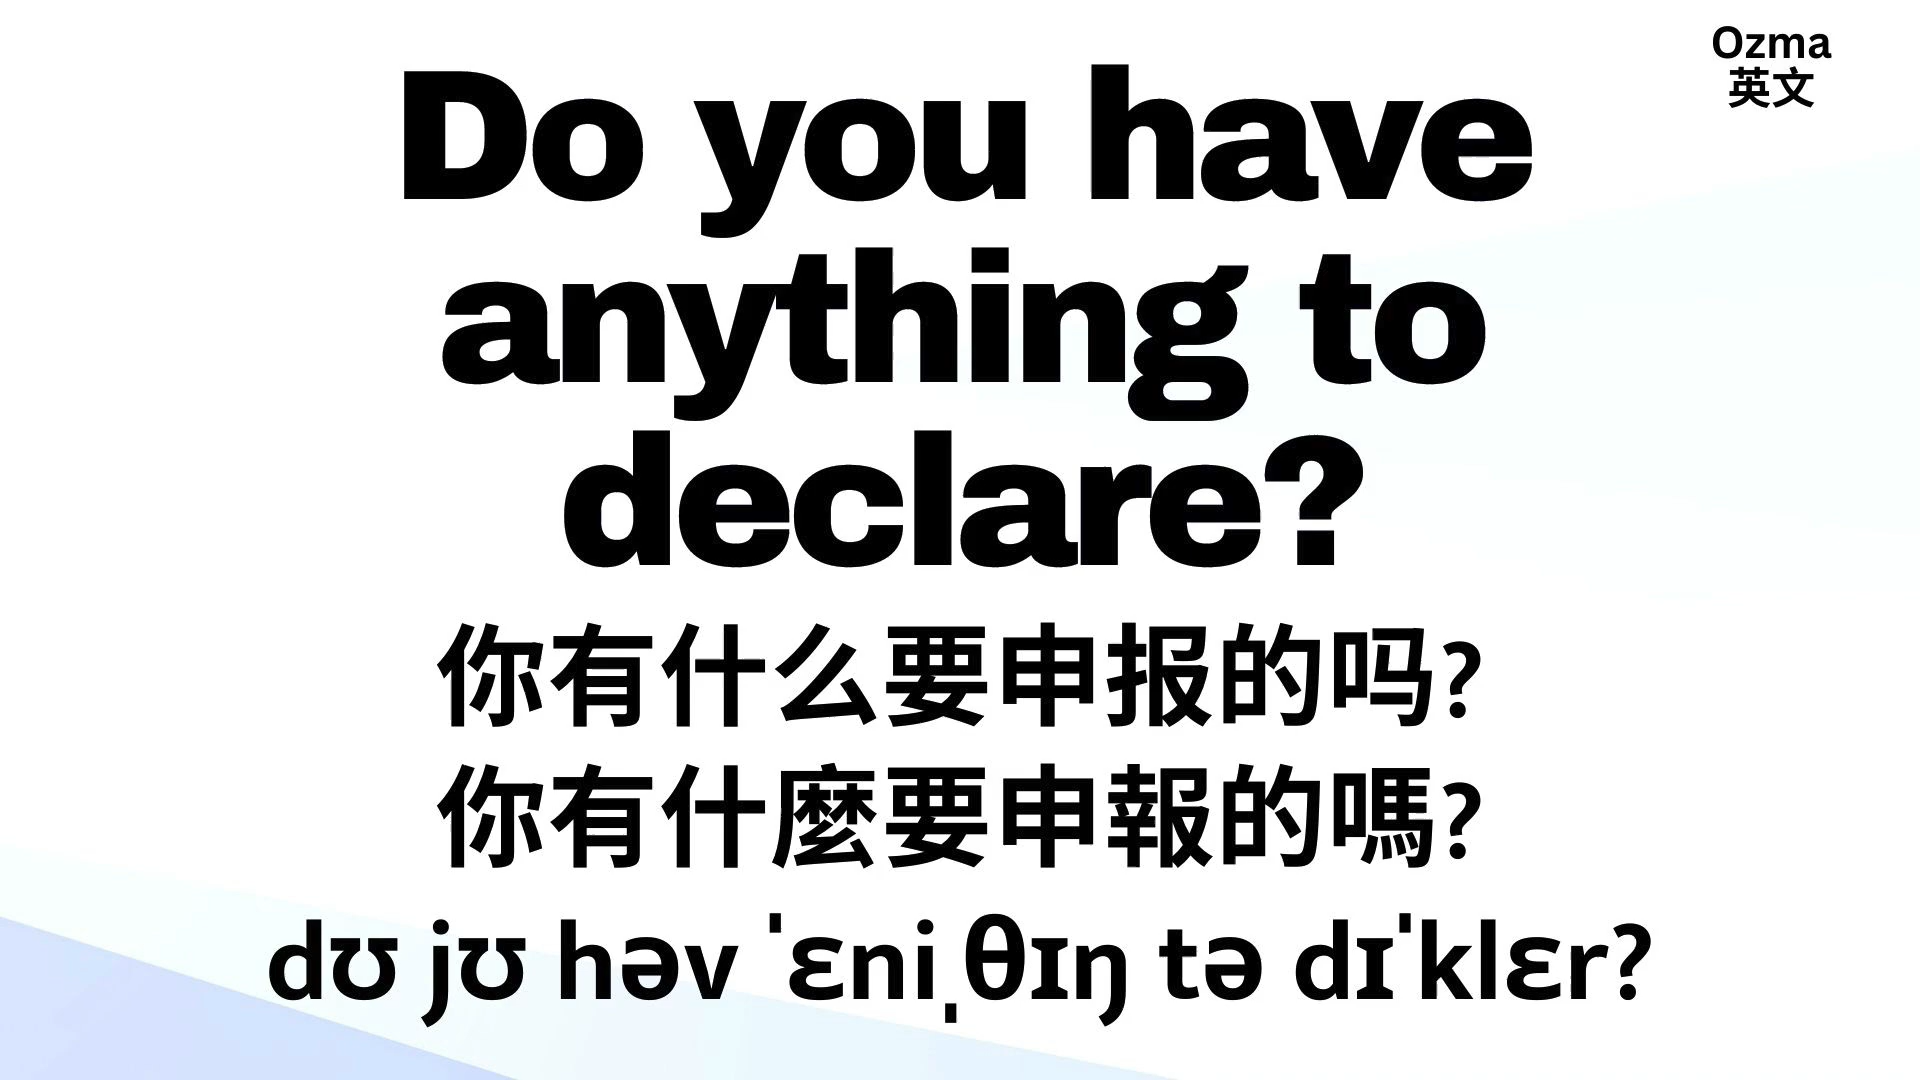 Ozma
英文
Do you have
anything to
declare?
你有什么要申报的吗?
你有什麼要申報的嗎?
dʊ jʊ həv ˈɛniˌθɪŋ tə dɪˈklɛr?